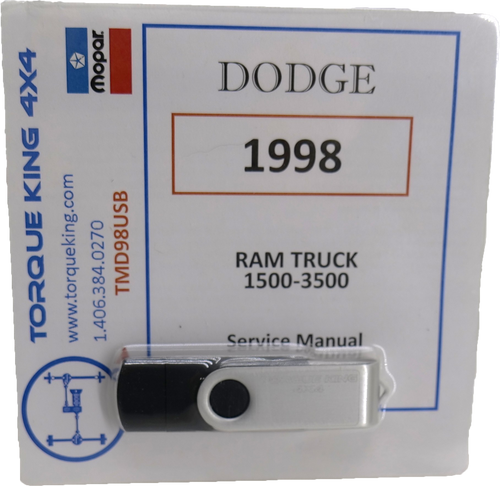 TORQUE KING 4X4
www.torqueking.com
1.406.384.0270
TMD98USB
Mopar
DODGE
1998
RAM TRUCK
1500-3500
Service Manual